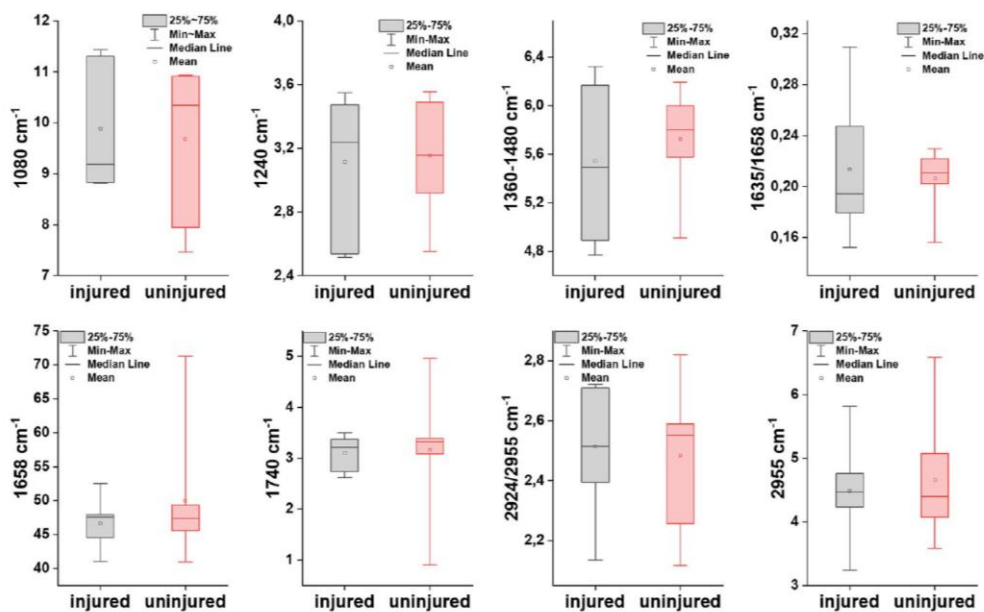 1080 cm-1
12
11
10
9
8
7
25%~75%
Min~Max
Median Line
Mean
injured uninjured
1240 cm-1
4,0
3,6
3,2
2,8
2,4
25%-75%
Min-Max
Median Line
Mean
injured uninjured
1360-1480 cm-1
6,4
6,0
5,6
5,2
4,8
25%-75%
Min-Max
Median Line
Mean
injured uninjured
1635/1658 cm-1
0,32
0,28
0,24
0,20
0,16
25%-75%
Min-Max
Median Line
Mean
injured uninjured
1658 cm-1
75
70
65
60
55
50
45
40
25%-75%
Min-Max
Median Line
Mean
injured uninjured
1740 cm-1
5
4
3
2
1
25%-75%
Min-Max
Median Line
Mean
injured uninjured
2924/2955 cm-1
2,8
2,6
2,4
2,2
25%-75%
Min-Max
Median Line
Mean
injured uninjured
2955 cm-1
7
6
5
4
3
25%-75%
Min-Max
Median Line
Mean
injured uninjured